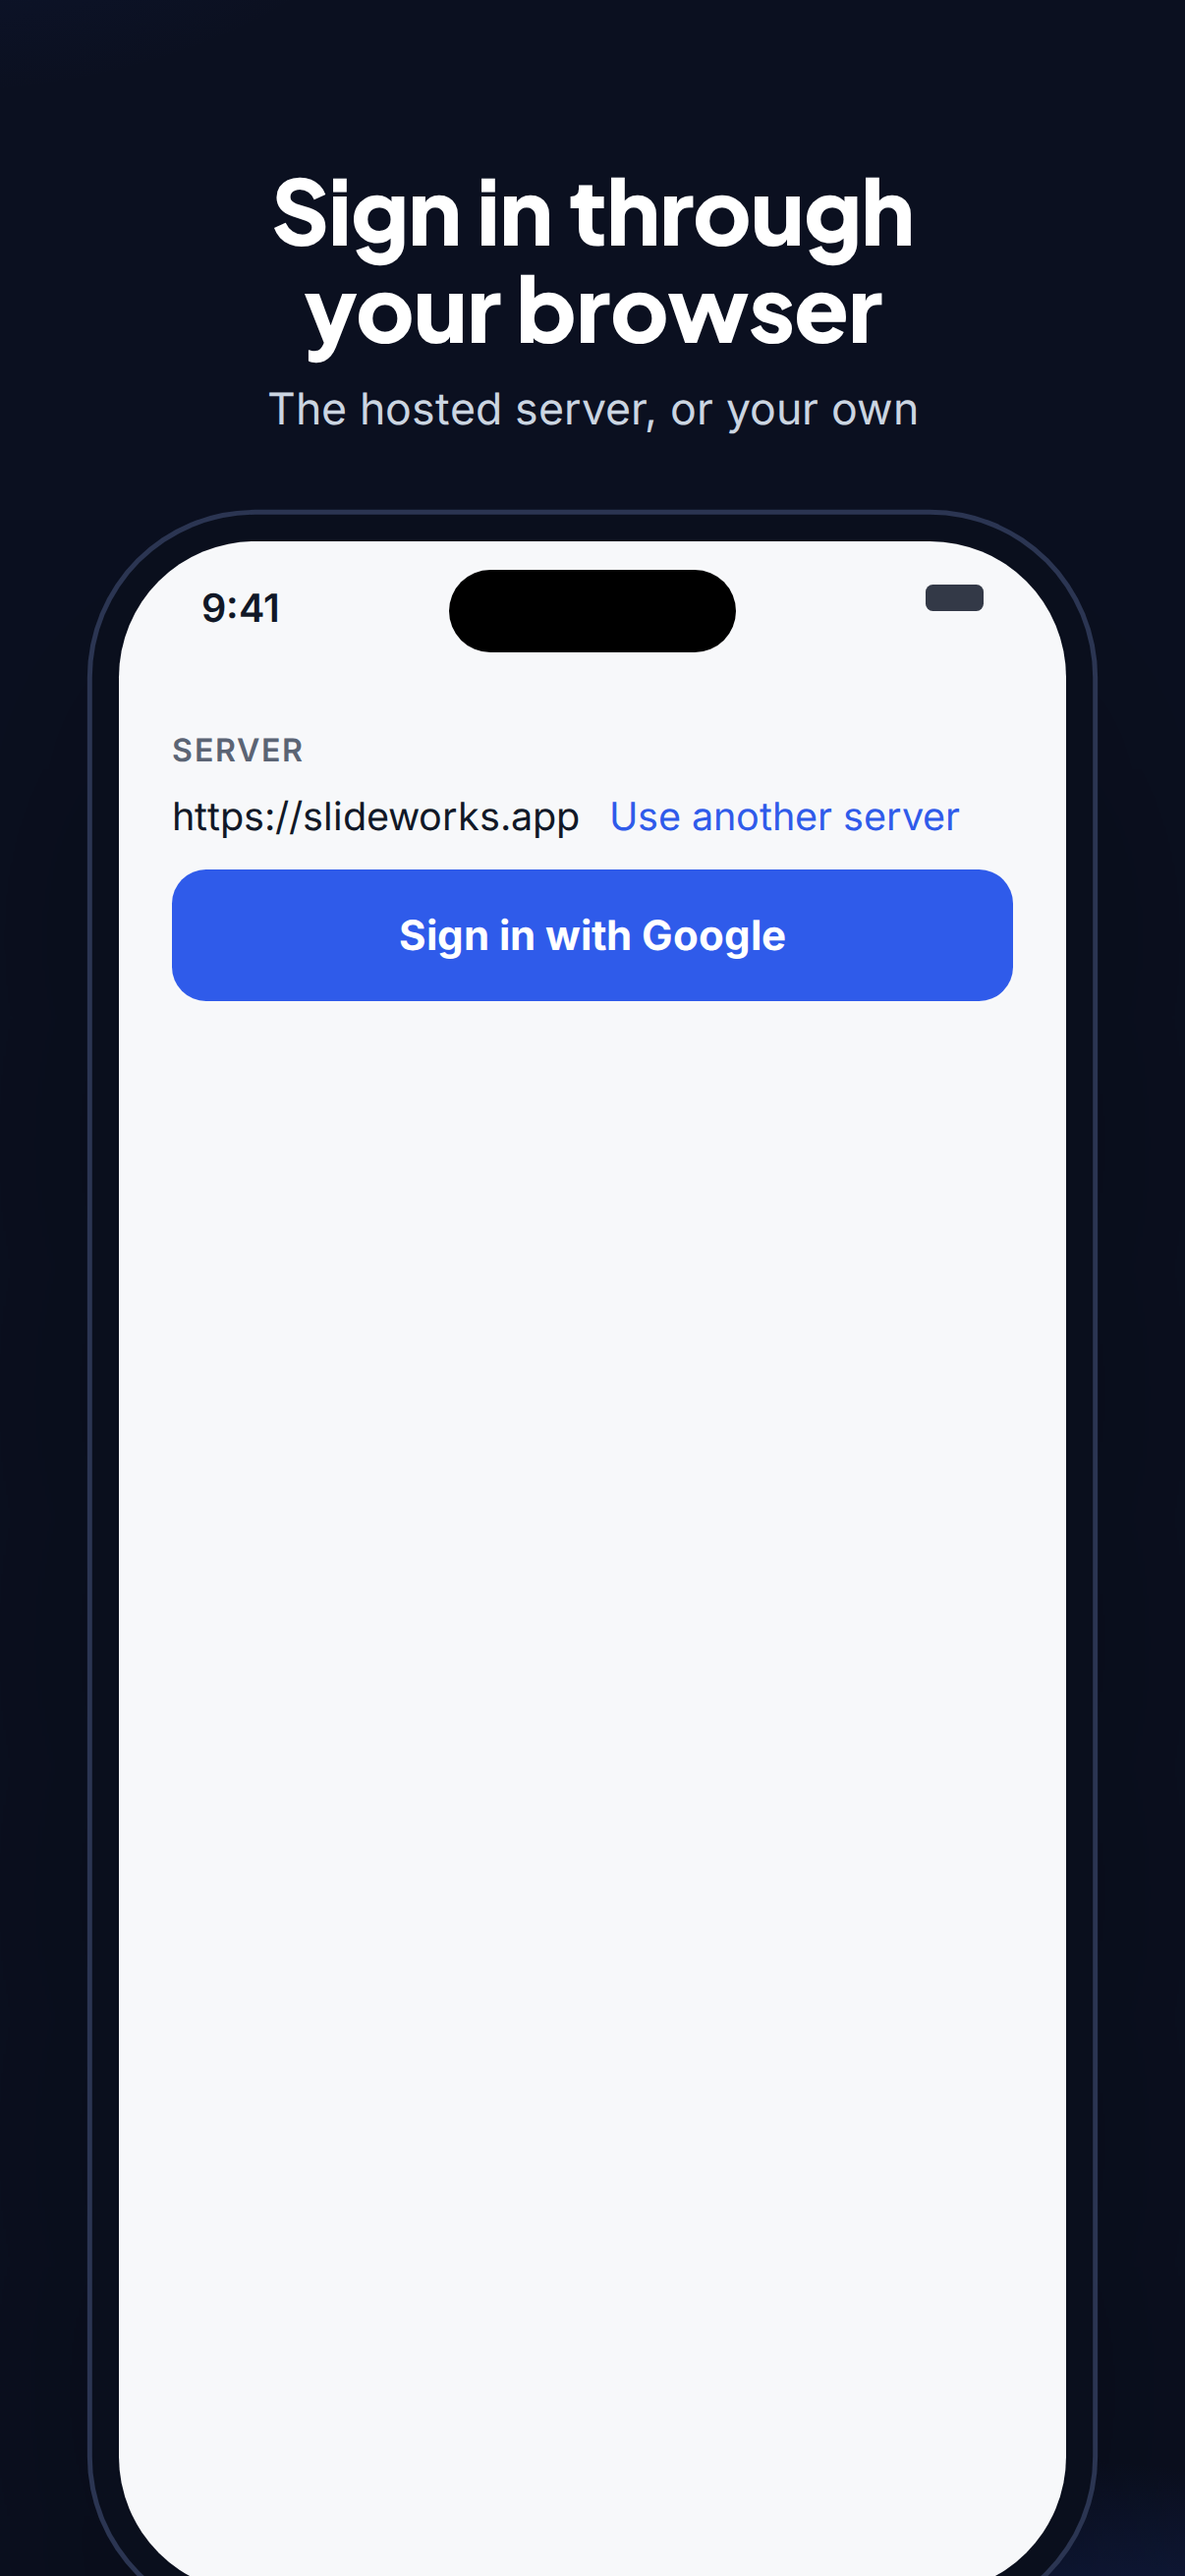 Sign in through
your browser
The hosted server, or your own
9:41
SERVER
https://slideworks.app Use another server
Sign in with Google